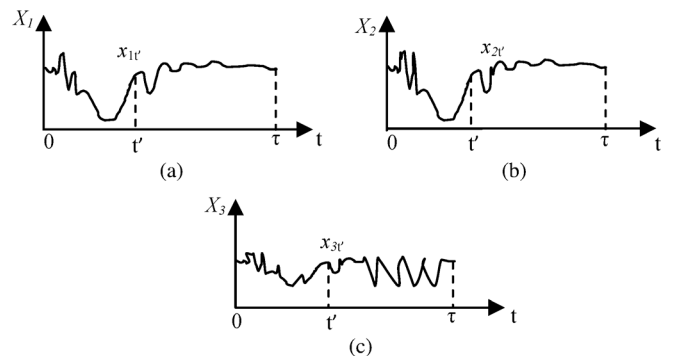 X1
x1t'
0
t'
τ
t
(a)
X2
x2t'
0
t'
τ
t
(b)
X3
x3t'
0
t'
τ
t
(c)